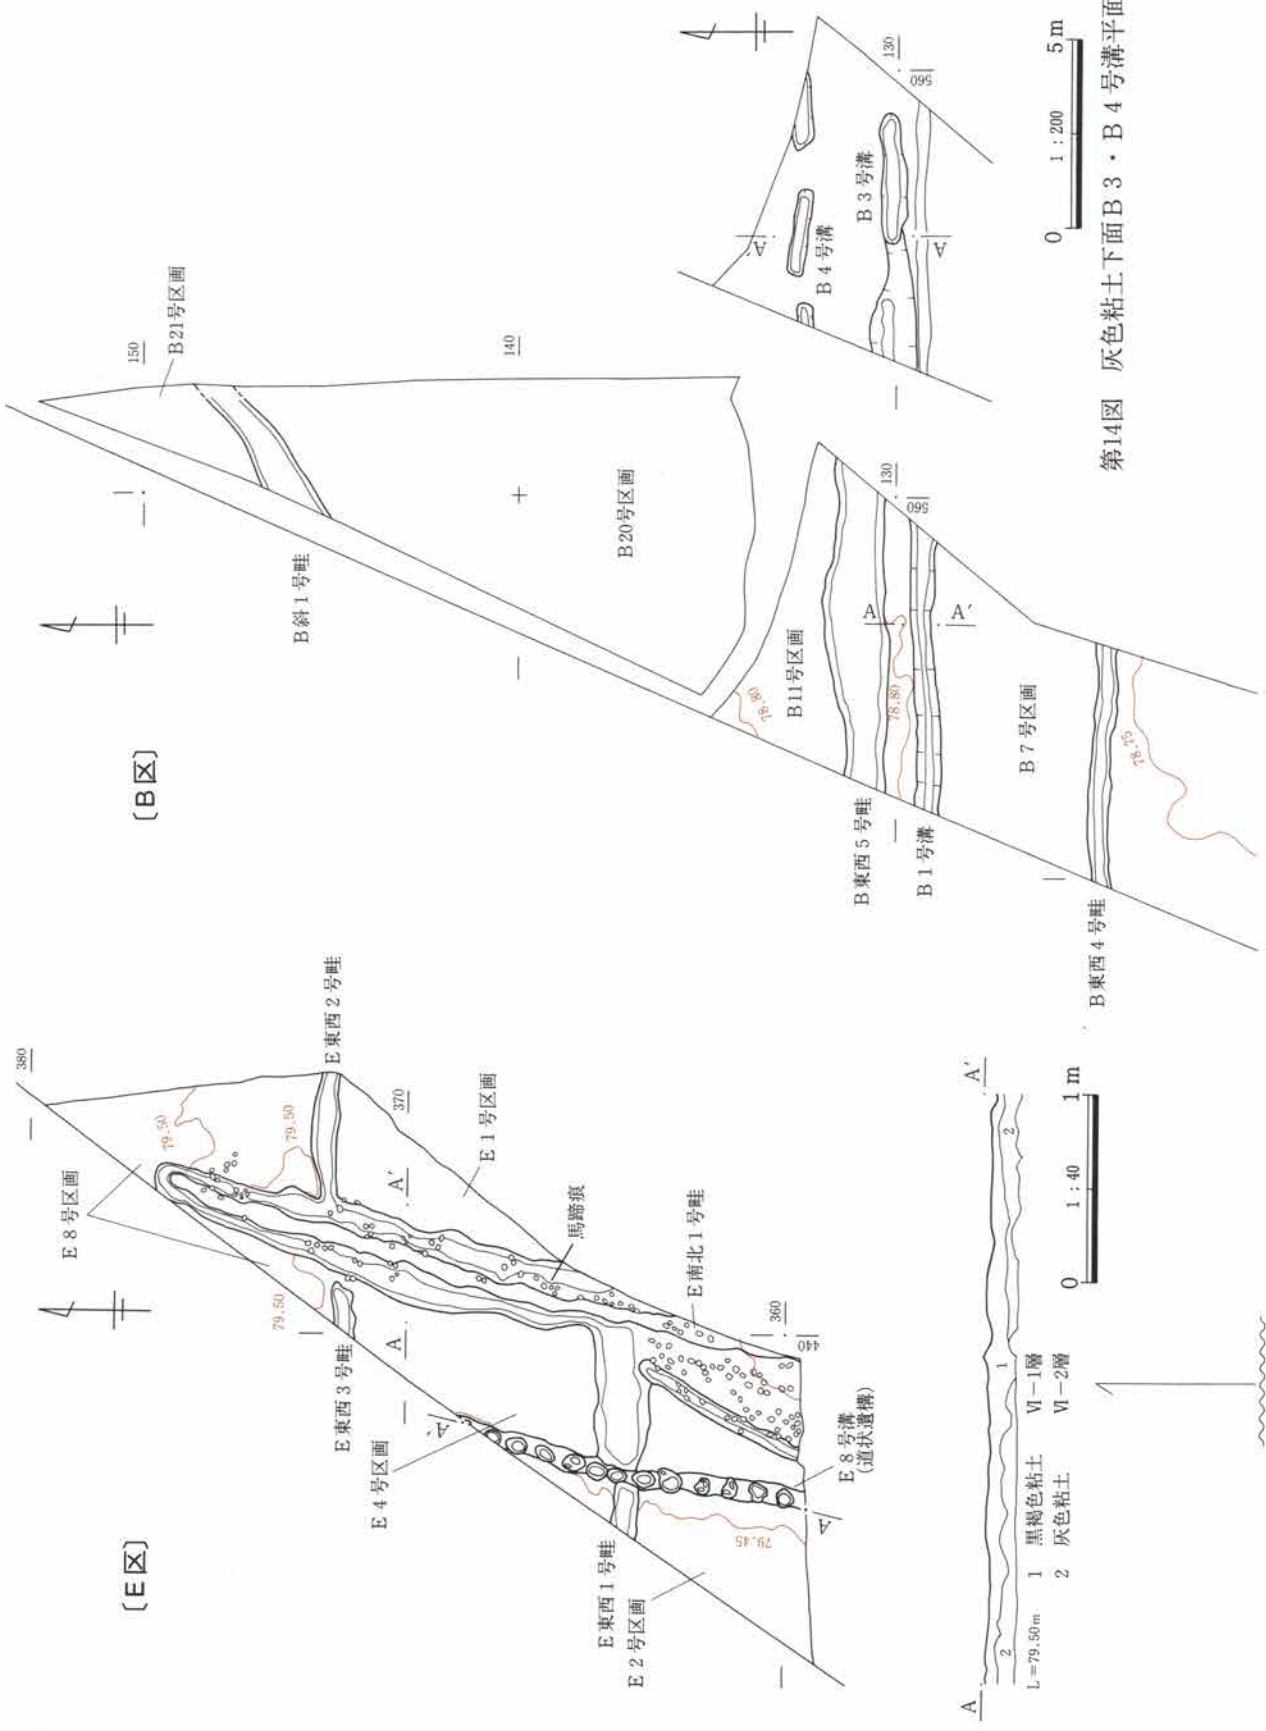 〔E区〕
380
E8号区画
79.50
79.50
E東西2号畦
79.50
370
E東西3号畦
A
A′
E1号区画
E4号区画
A′
馬蹄痕
E南北1号畦
E東西1号畦
360
440
E2号区画
79.45
A
E8号溝
(道状遺構)
A
A′
2
1
2
L=79.50m
1 黒褐色粘土 Ⅵ-1層
2 灰色粘土 Ⅵ-2層
0 1:40 1m
〔B区〕
150
B21号区画
B斜1号畦
140
B20号区画
78.80
B11号区画
B東西5号畦
130
560
A
78.80
A′
B1号溝
B7号区画
B東西4号畦
78.75
A′
B4号溝
B3号溝
130
560
A
0 1:200 5m
第14図 灰色粘土下面B3・B4号溝平面